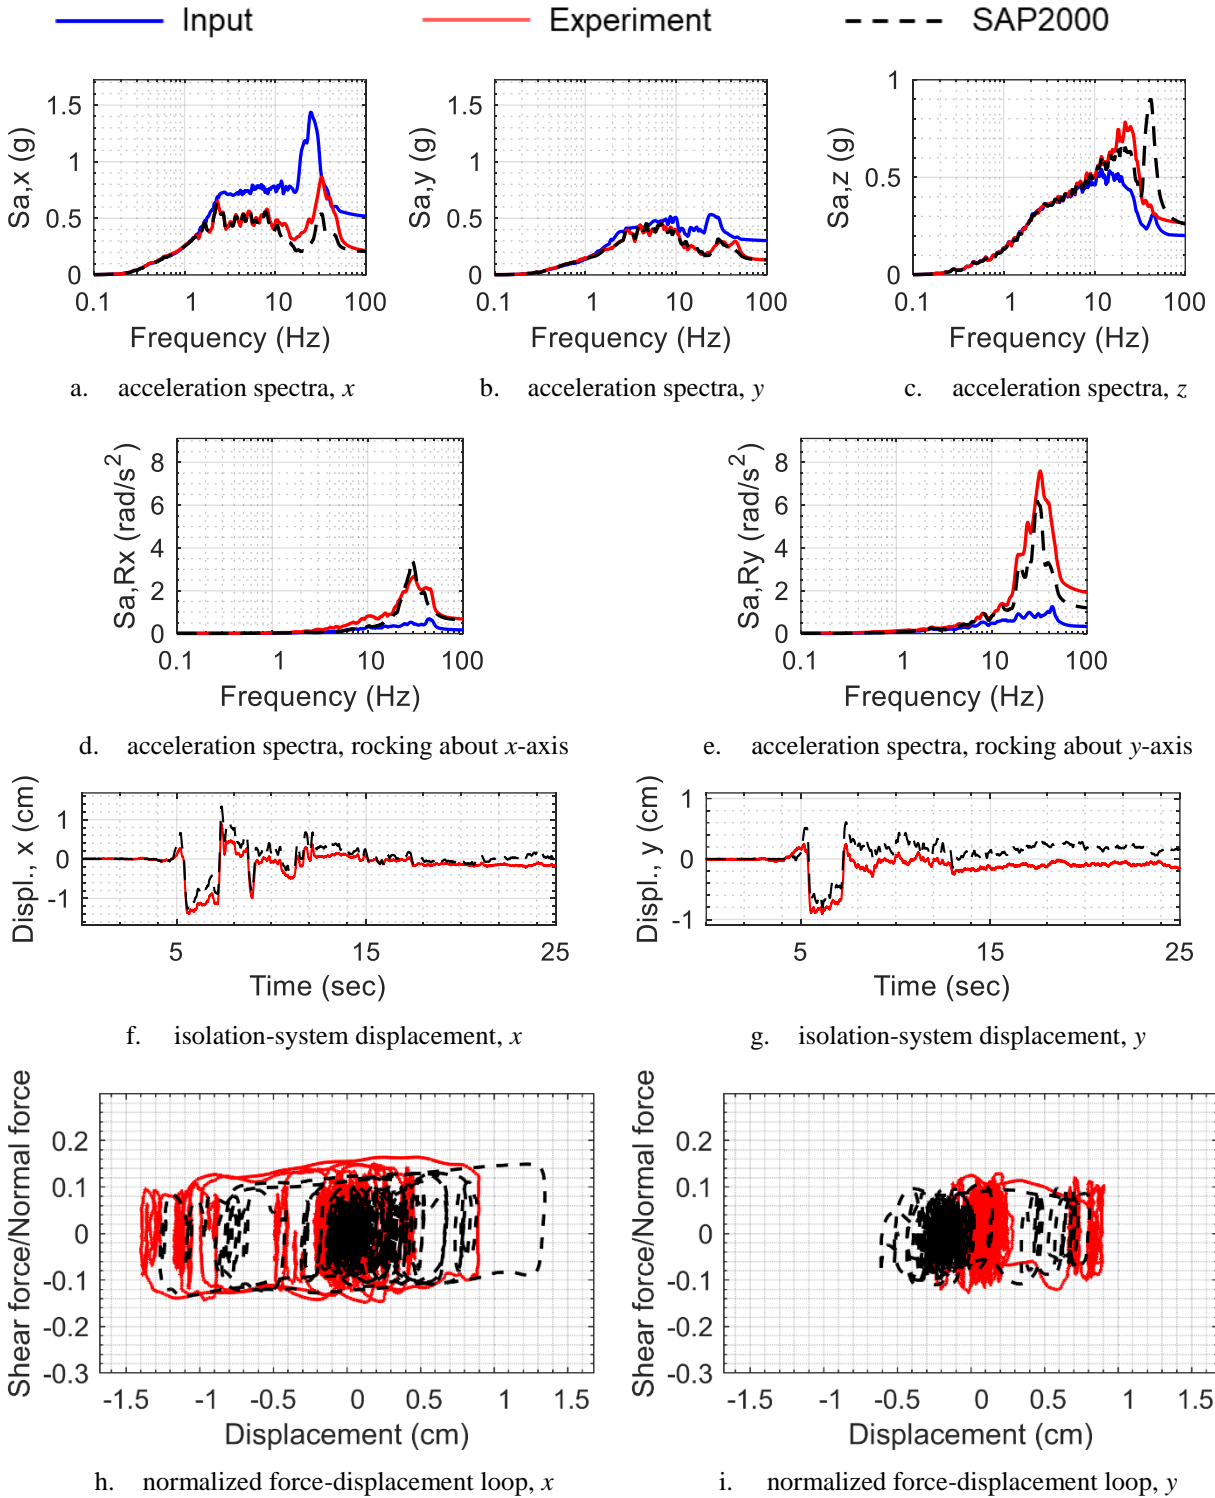 Input Experiment SAP2000
Sa,x (g)
1.5
1
0.5
0
0.1 1 10 100
Frequency (Hz)
a. acceleration spectra, x
Sa,y (g)
1.5
1
0.5
0
0.1 1 10 100
Frequency (Hz)
b. acceleration spectra, y
Sa,z (g)
1
0.5
0
0.1 1 10 100
Frequency (Hz)
c. acceleration spectra, z
Sa,Rx (rad/s²)
8
6
4
2
0
0.1 1 10 100
Frequency (Hz)
d. acceleration spectra, rocking about x-axis
Sa,Ry (rad/s²)
8
6
4
2
0
0.1 1 10 100
Frequency (Hz)
e. acceleration spectra, rocking about y-axis
Displ., x (cm)
1
0
-1
5 15 25
Time (sec)
f. isolation-system displacement, x
Displ., y (cm)
1
0
-1
5 15 25
Time (sec)
g. isolation-system displacement, y
Shear force/Normal force
0.2
0.1
0
-0.1
-0.2
-0.3
-1.5 -1 -0.5 0 0.5 1 1.5
Displacement (cm)
h. normalized force-displacement loop, x
Shear force/Normal force
0.2
0.1
0
-0.1
-0.2
-0.3
-1.5 -1 -0.5 0 0.5 1 1.5
Displacement (cm)
i. normalized force-displacement loop, y